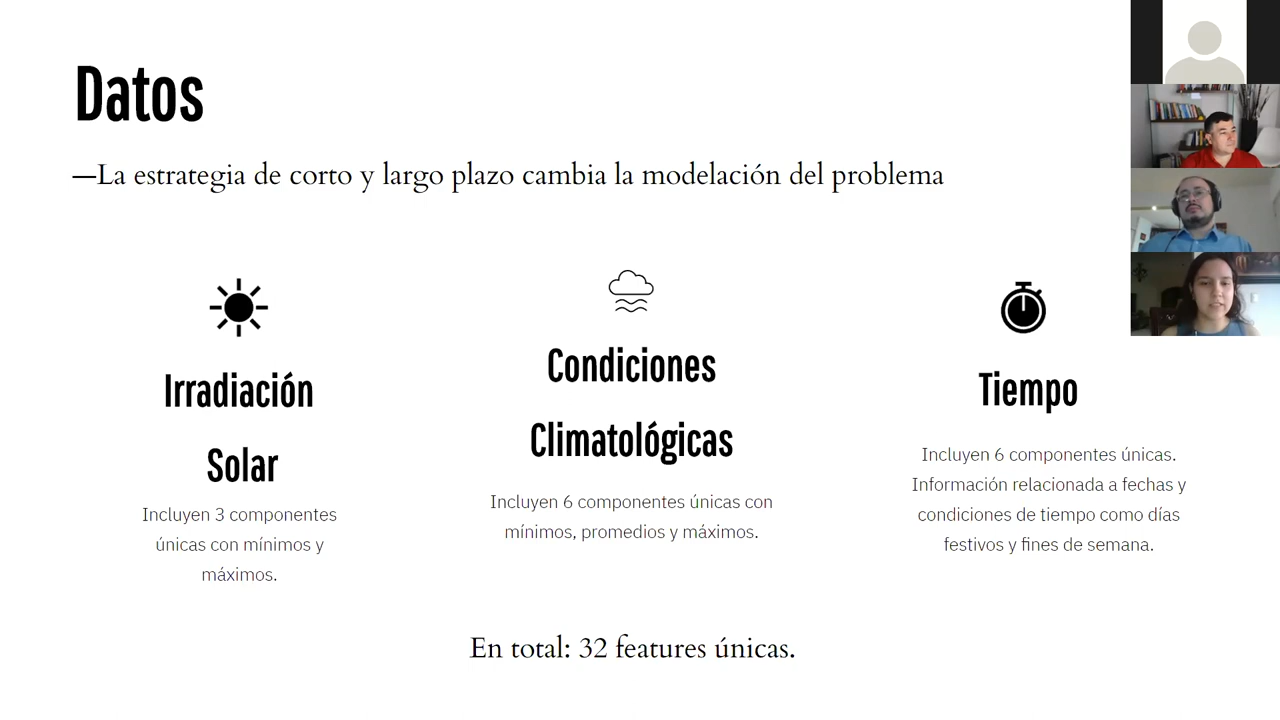 Datos
—La estrategia de corto y largo plazo cambia la modelación del problema
Irradiación
Solar
Incluyen 3 componentes
únicas con mínimos y
máximos.
Condiciones
Climatológicas
Incluyen 6 componentes únicas con
mínimos, promedios y máximos.
Tiempo
Incluyen 6 componentes únicas.
Información relacionada a fechas y
condiciones de tiempo como días
festivos y fines de semana.
En total: 32 features únicas.